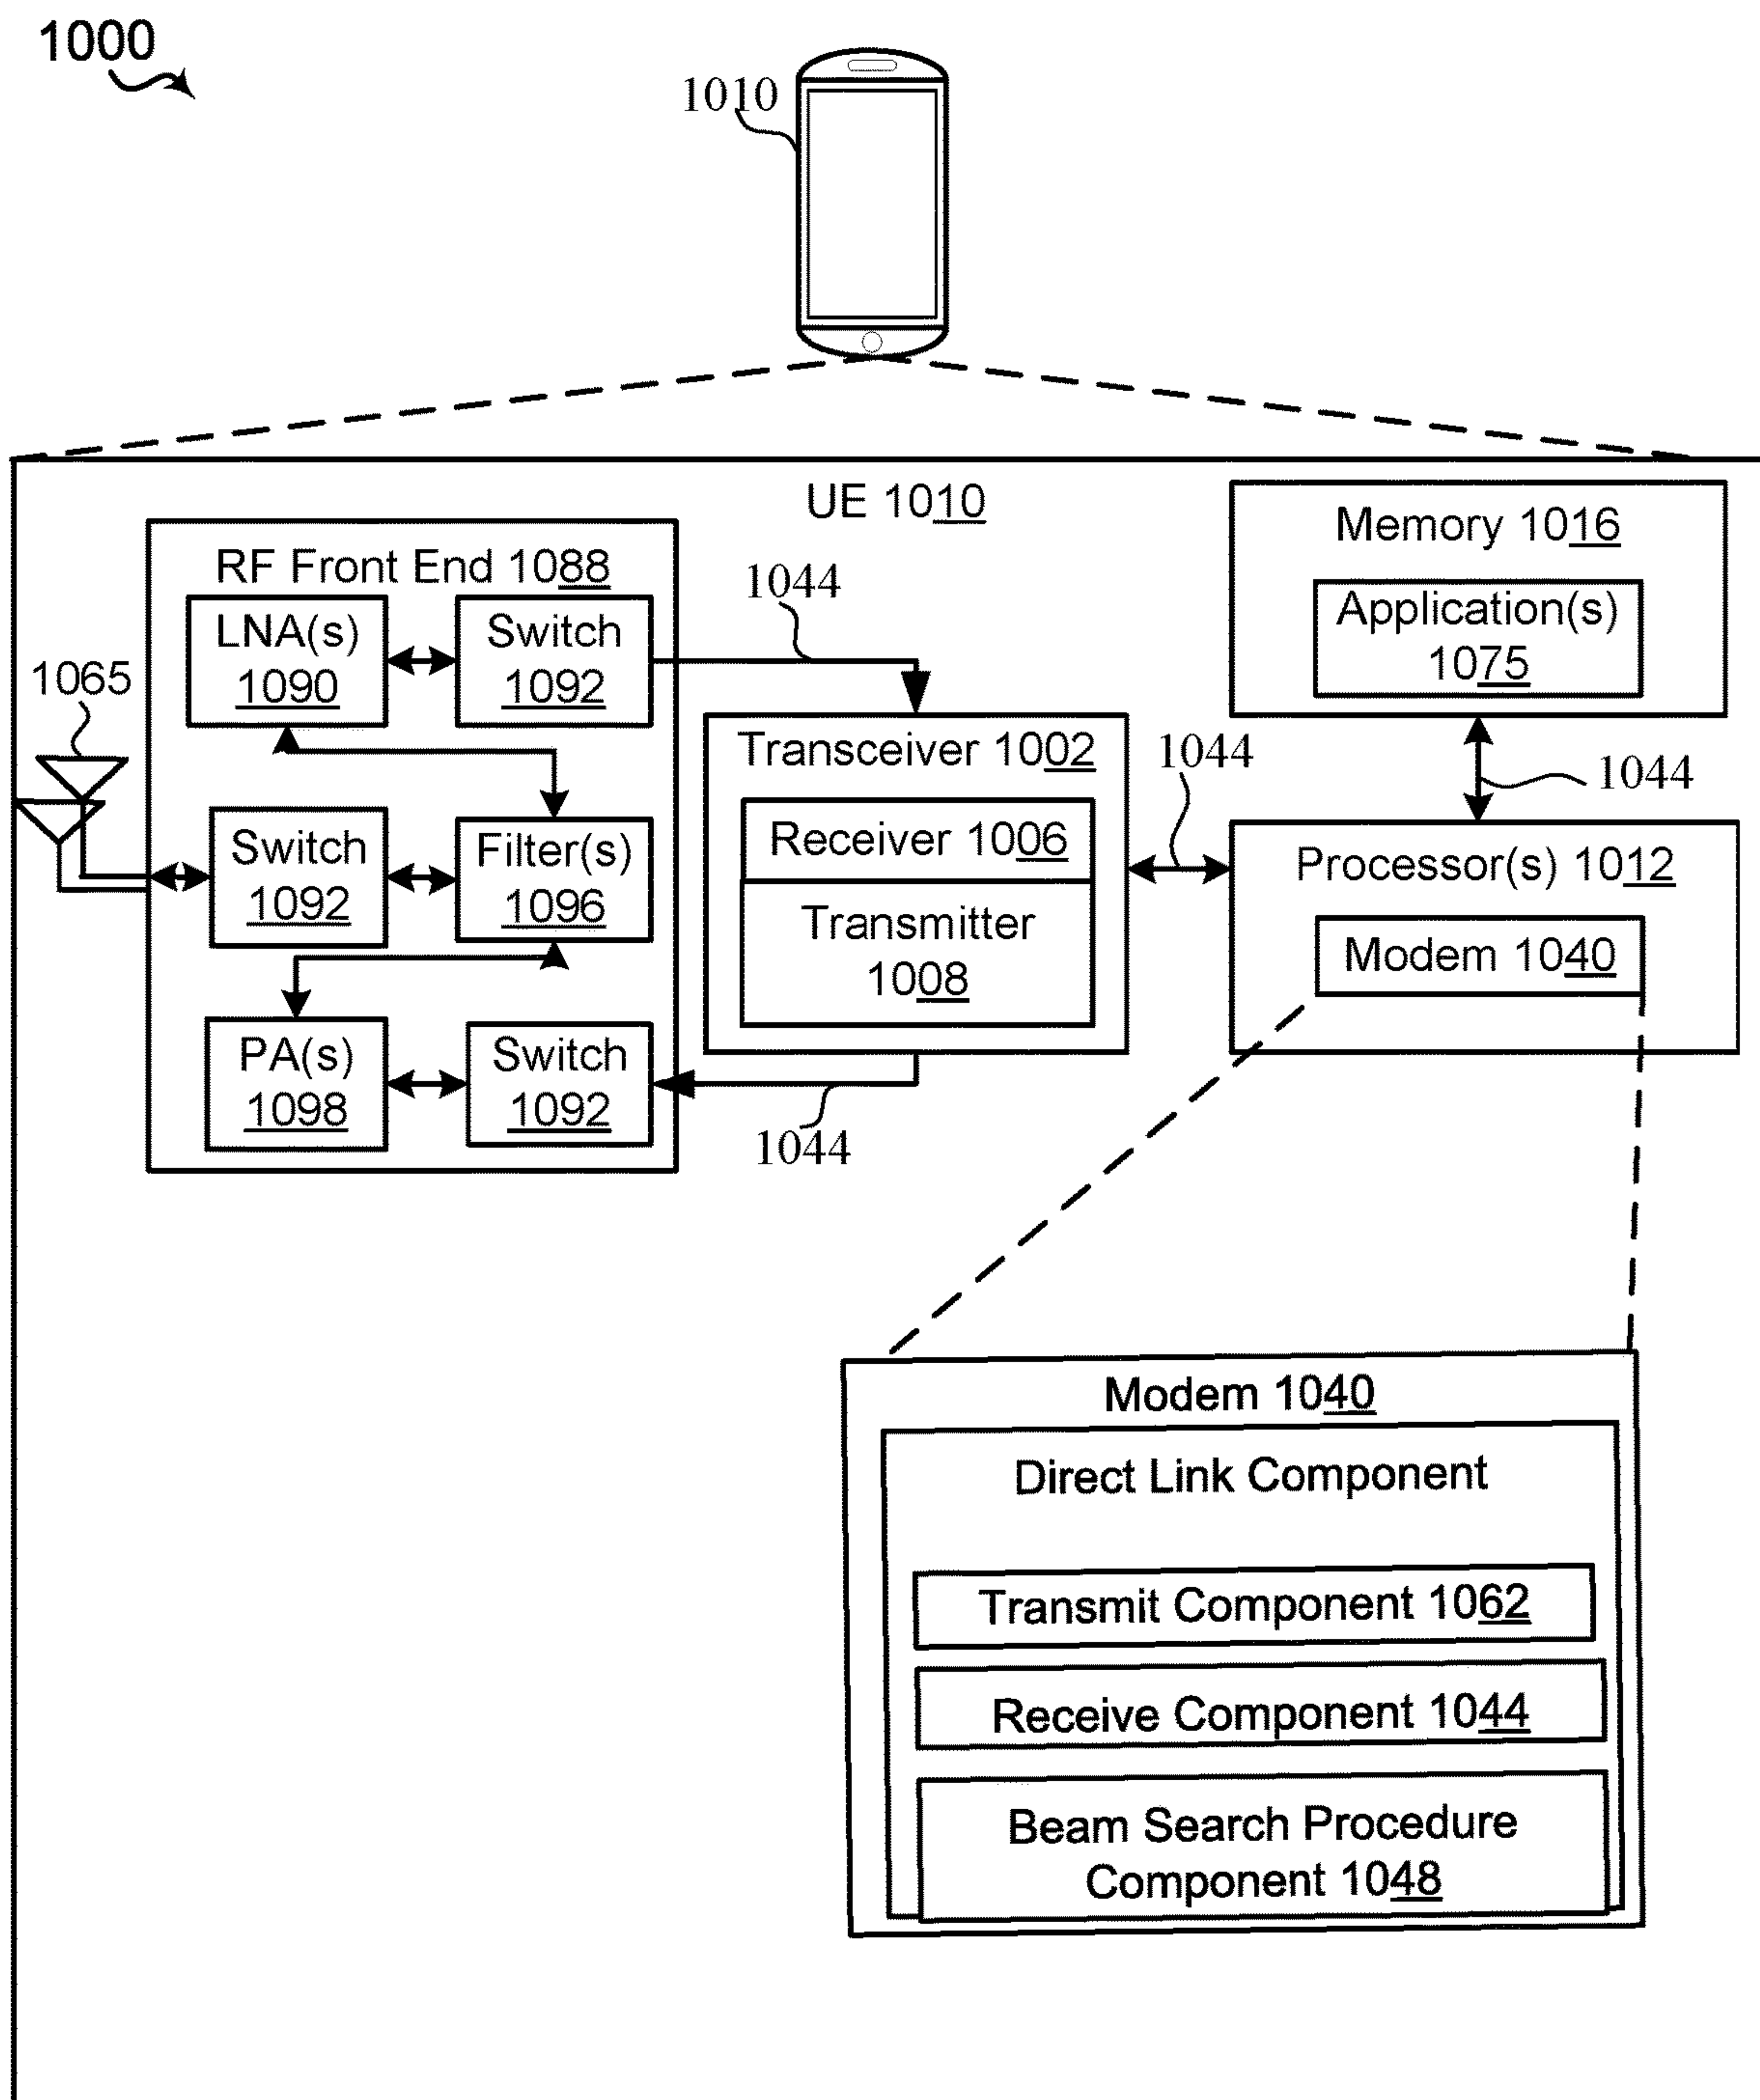 1000
1010
UE 1010
RF Front End 1088
LNA(s)
1090
Switch
1092
1044
1065
Memory 1016
Application(s)
1075
Transceiver 1002
Receiver 1006
Transmitter
1008
1044
1044
Switch
1092
Filter(s)
1096
Processor(s) 1012
Modem 1040
PA(s)
1098
Switch
1092
1044
Modem 1040
Direct Link Component
Transmit Component 1062
Receive Component 1044
Beam Search Procedure
Component 1048